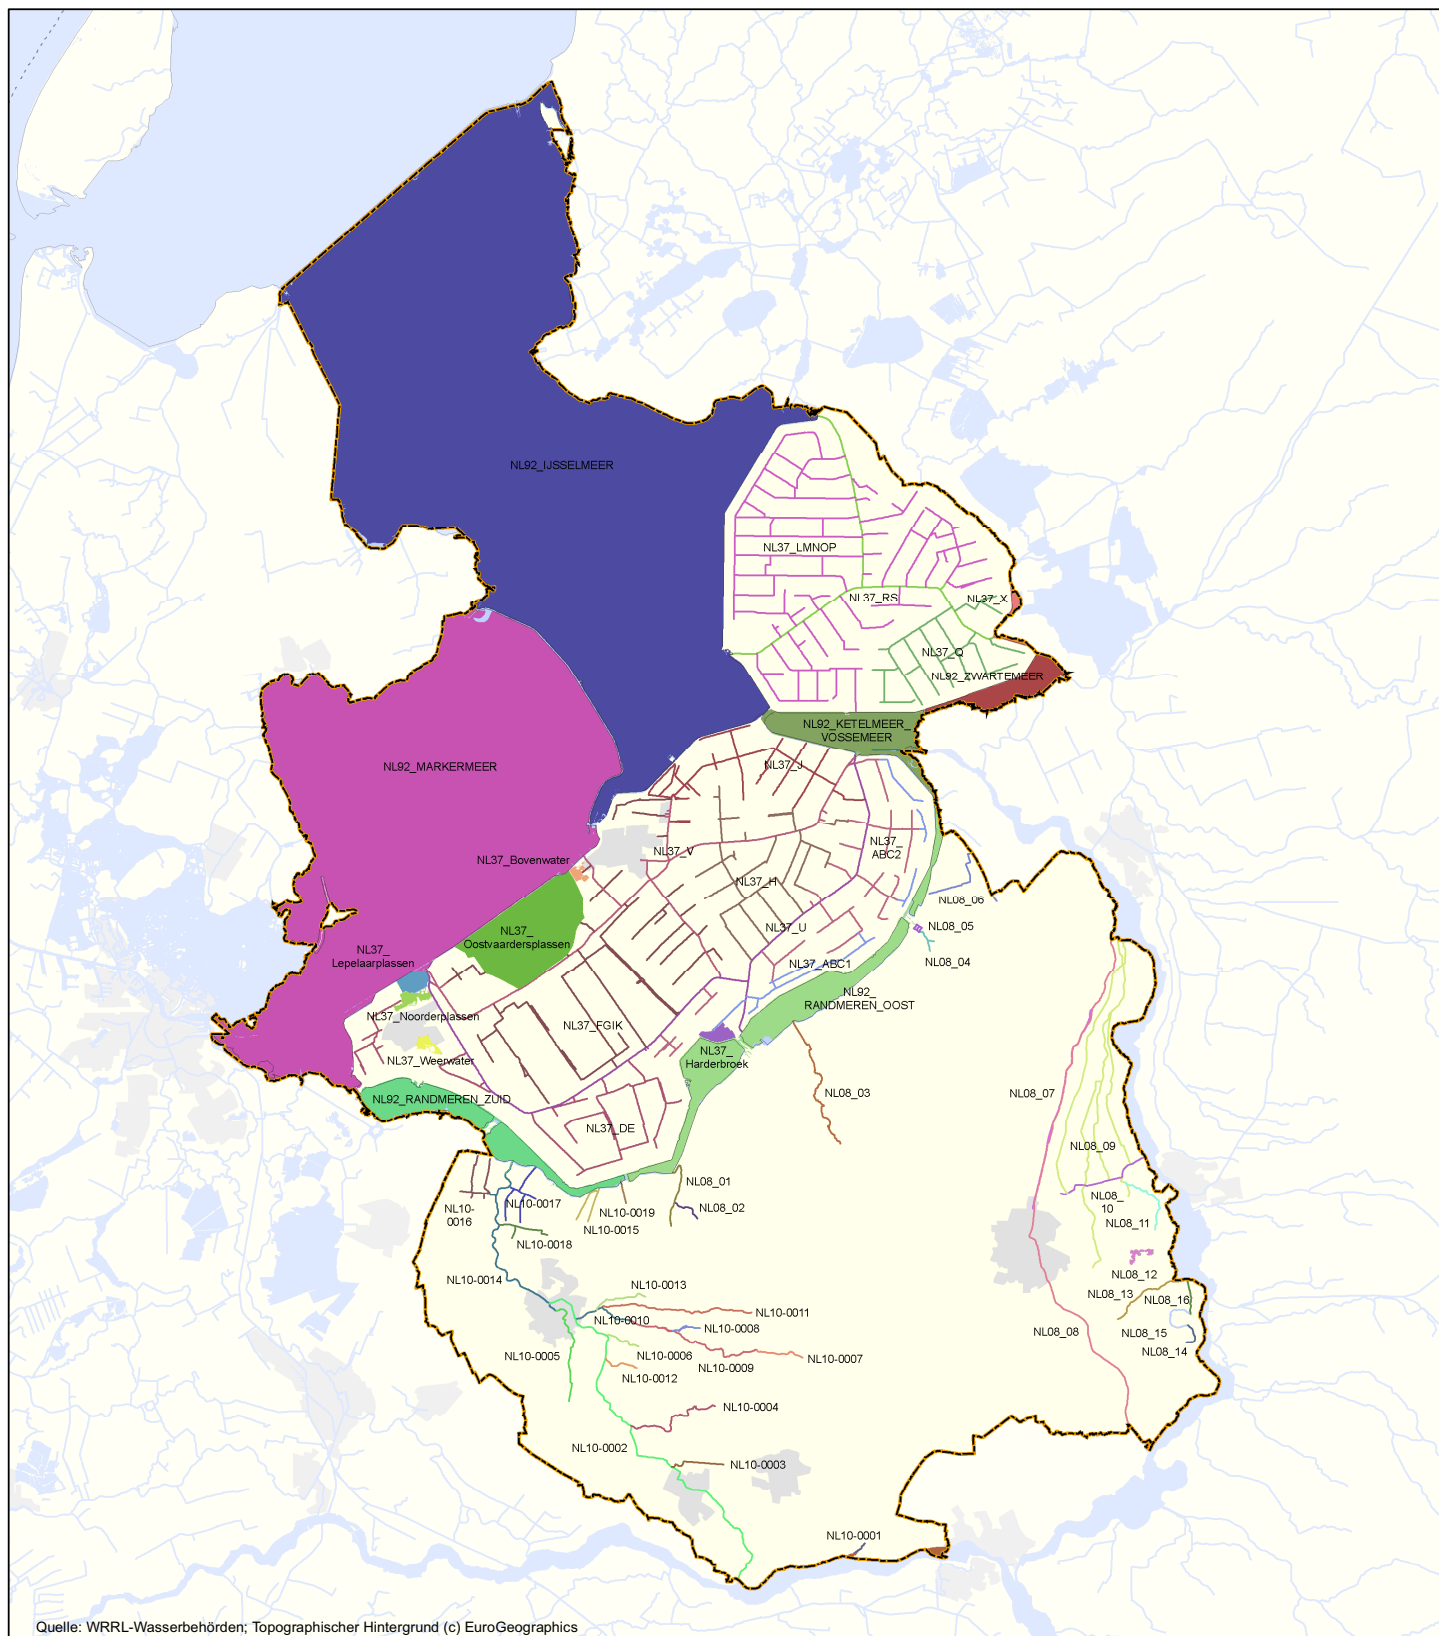 NL92_IJSSELMEER
NL37_LMNOP
NL37_RS
NL37_X
NL37_Q
NL92_ZWARTEMEER
NL92_KETELMEER_
VOSSEMEER
NL92_MARKERMEER
NL37_J
NL37_
ABC2
NL37_V
NL37_Bovenwater
NL37_H
NL08_06
NL37_
Oostvaardersplassen
NL37_U
NL08_05
NL37_
Lepelaarplassen
NL37_ABC1
NL08_04
NL92_
RANDMEREN_OOST
NL37_Noorderplassen
NL37_FGIK
NL37_Weerwater
NL37_
Harderbroek
NL92_RANDMEREN_ZUID
NL08_03
NL08_07
NL37_DE
NL08_09
NL08_01
NL08_02
NL10-
0016
NL10-0017
NL10-0019
NL10-0015
NL10-0018
NL08_
10
NL08_11
NL08_12
NL10-0014
NL10-0013
NL08_13
NL08_16
NL10-0011
NL10-0010
NL10-0008
NL08_08
NL08_15
NL08_14
NL10-0005
NL10-0006
NL10-0009
NL10-0007
NL10-0012
NL10-0004
NL10-0002
NL10-0003
NL10-0001
Quelle: WRRL-Wasserbehörden; Topographischer Hintergrund (c) EuroGeographics